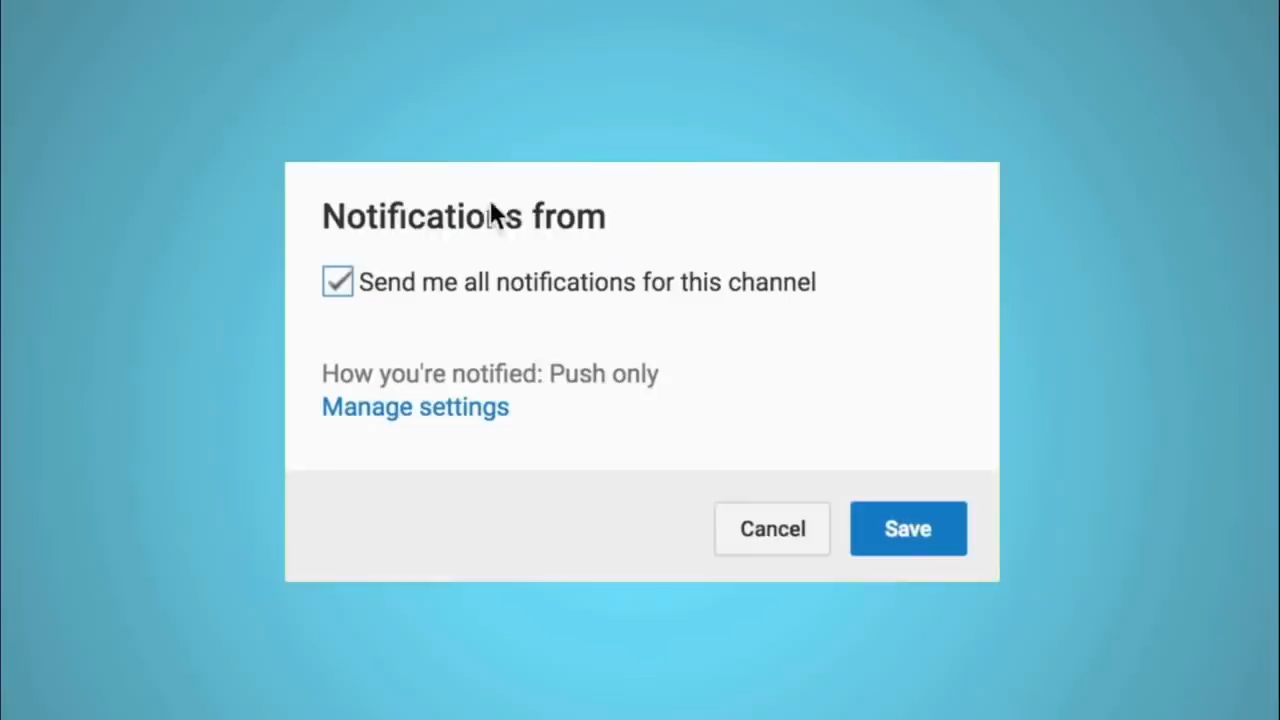 Notifications from
Send me all notifications for this channel
How you're notified: Push only
Manage settings
Cancel
Save